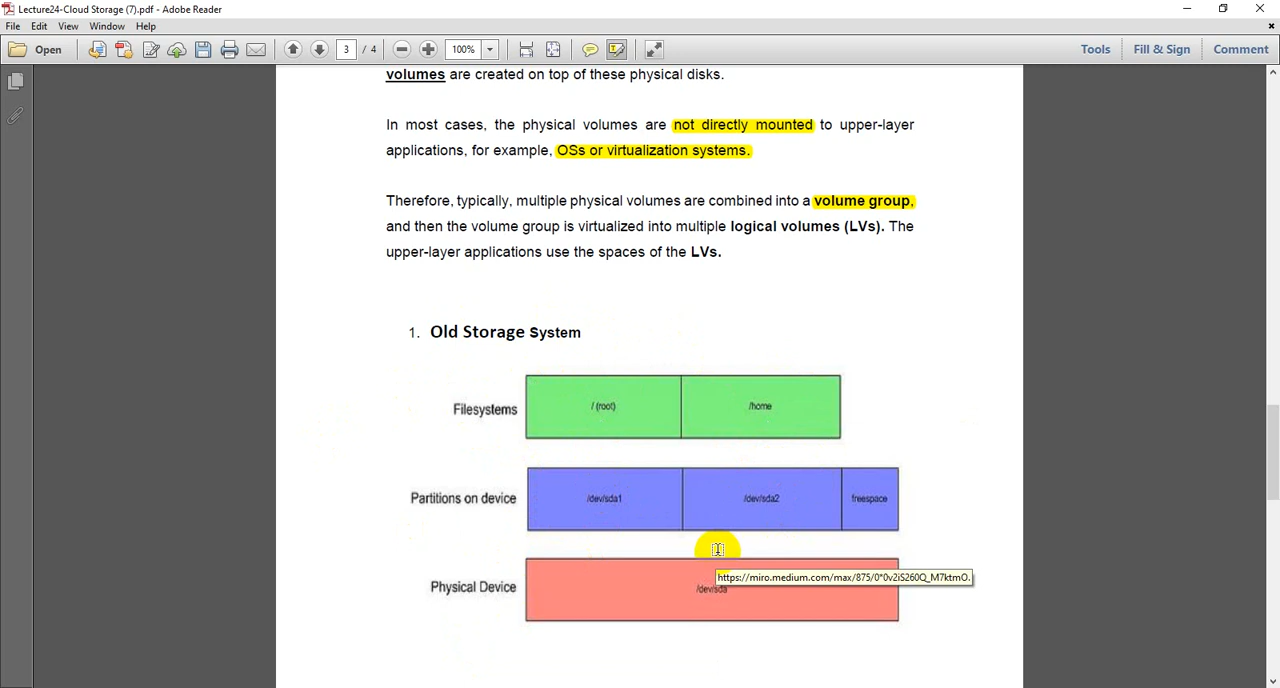 Lecture24-Cloud Storage (7).pdf - Adobe Reader
File Edit View Window Help
Open 3 / 4 100% Tools Fill & Sign Comment
volumes are created on top of these physical disks.
In most cases, the physical volumes are not directly mounted to upper-layer
applications, for example, OSs or virtualization systems.
Therefore, typically, multiple physical volumes are combined into a volume group,
and then the volume group is virtualized into multiple logical volumes (LVs). The
upper-layer applications use the spaces of the LVs.
1. Old Storage System
Filesystems / (root) /home
Partitions on device /dev/sda1 /dev/sda2 freespace
https://miro.medium.com/max/875/0*0v2iS260Q_M7ktmO.
Physical Device /dev/sda